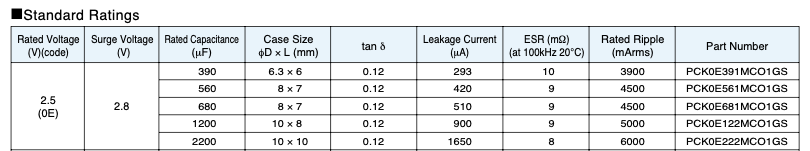 ■Standard Ratings
Rated Voltage (V)(code) | Surge Voltage (V) | Rated Capacitance (μF) | Case Size ϕD × L (mm) | tan δ | Leakage Current (μA) | ESR (mΩ) (at 100kHz 20°C) | Rated Ripple (mArms) | Part Number
2.5 (0E) | 2.8 | 390 | 6.3 × 6 | 0.12 | 293 | 10 | 3900 | PCK0E391MCO1GS
560 | 8 × 7 | 0.12 | 420 | 9 | 4500 | PCK0E561MCO1GS
680 | 8 × 7 | 0.12 | 510 | 9 | 4500 | PCK0E681MCO1GS
1200 | 10 × 8 | 0.12 | 900 | 9 | 5000 | PCK0E122MCO1GS
2200 | 10 × 10 | 0.12 | 1650 | 8 | 6000 | PCK0E222MCO1GS